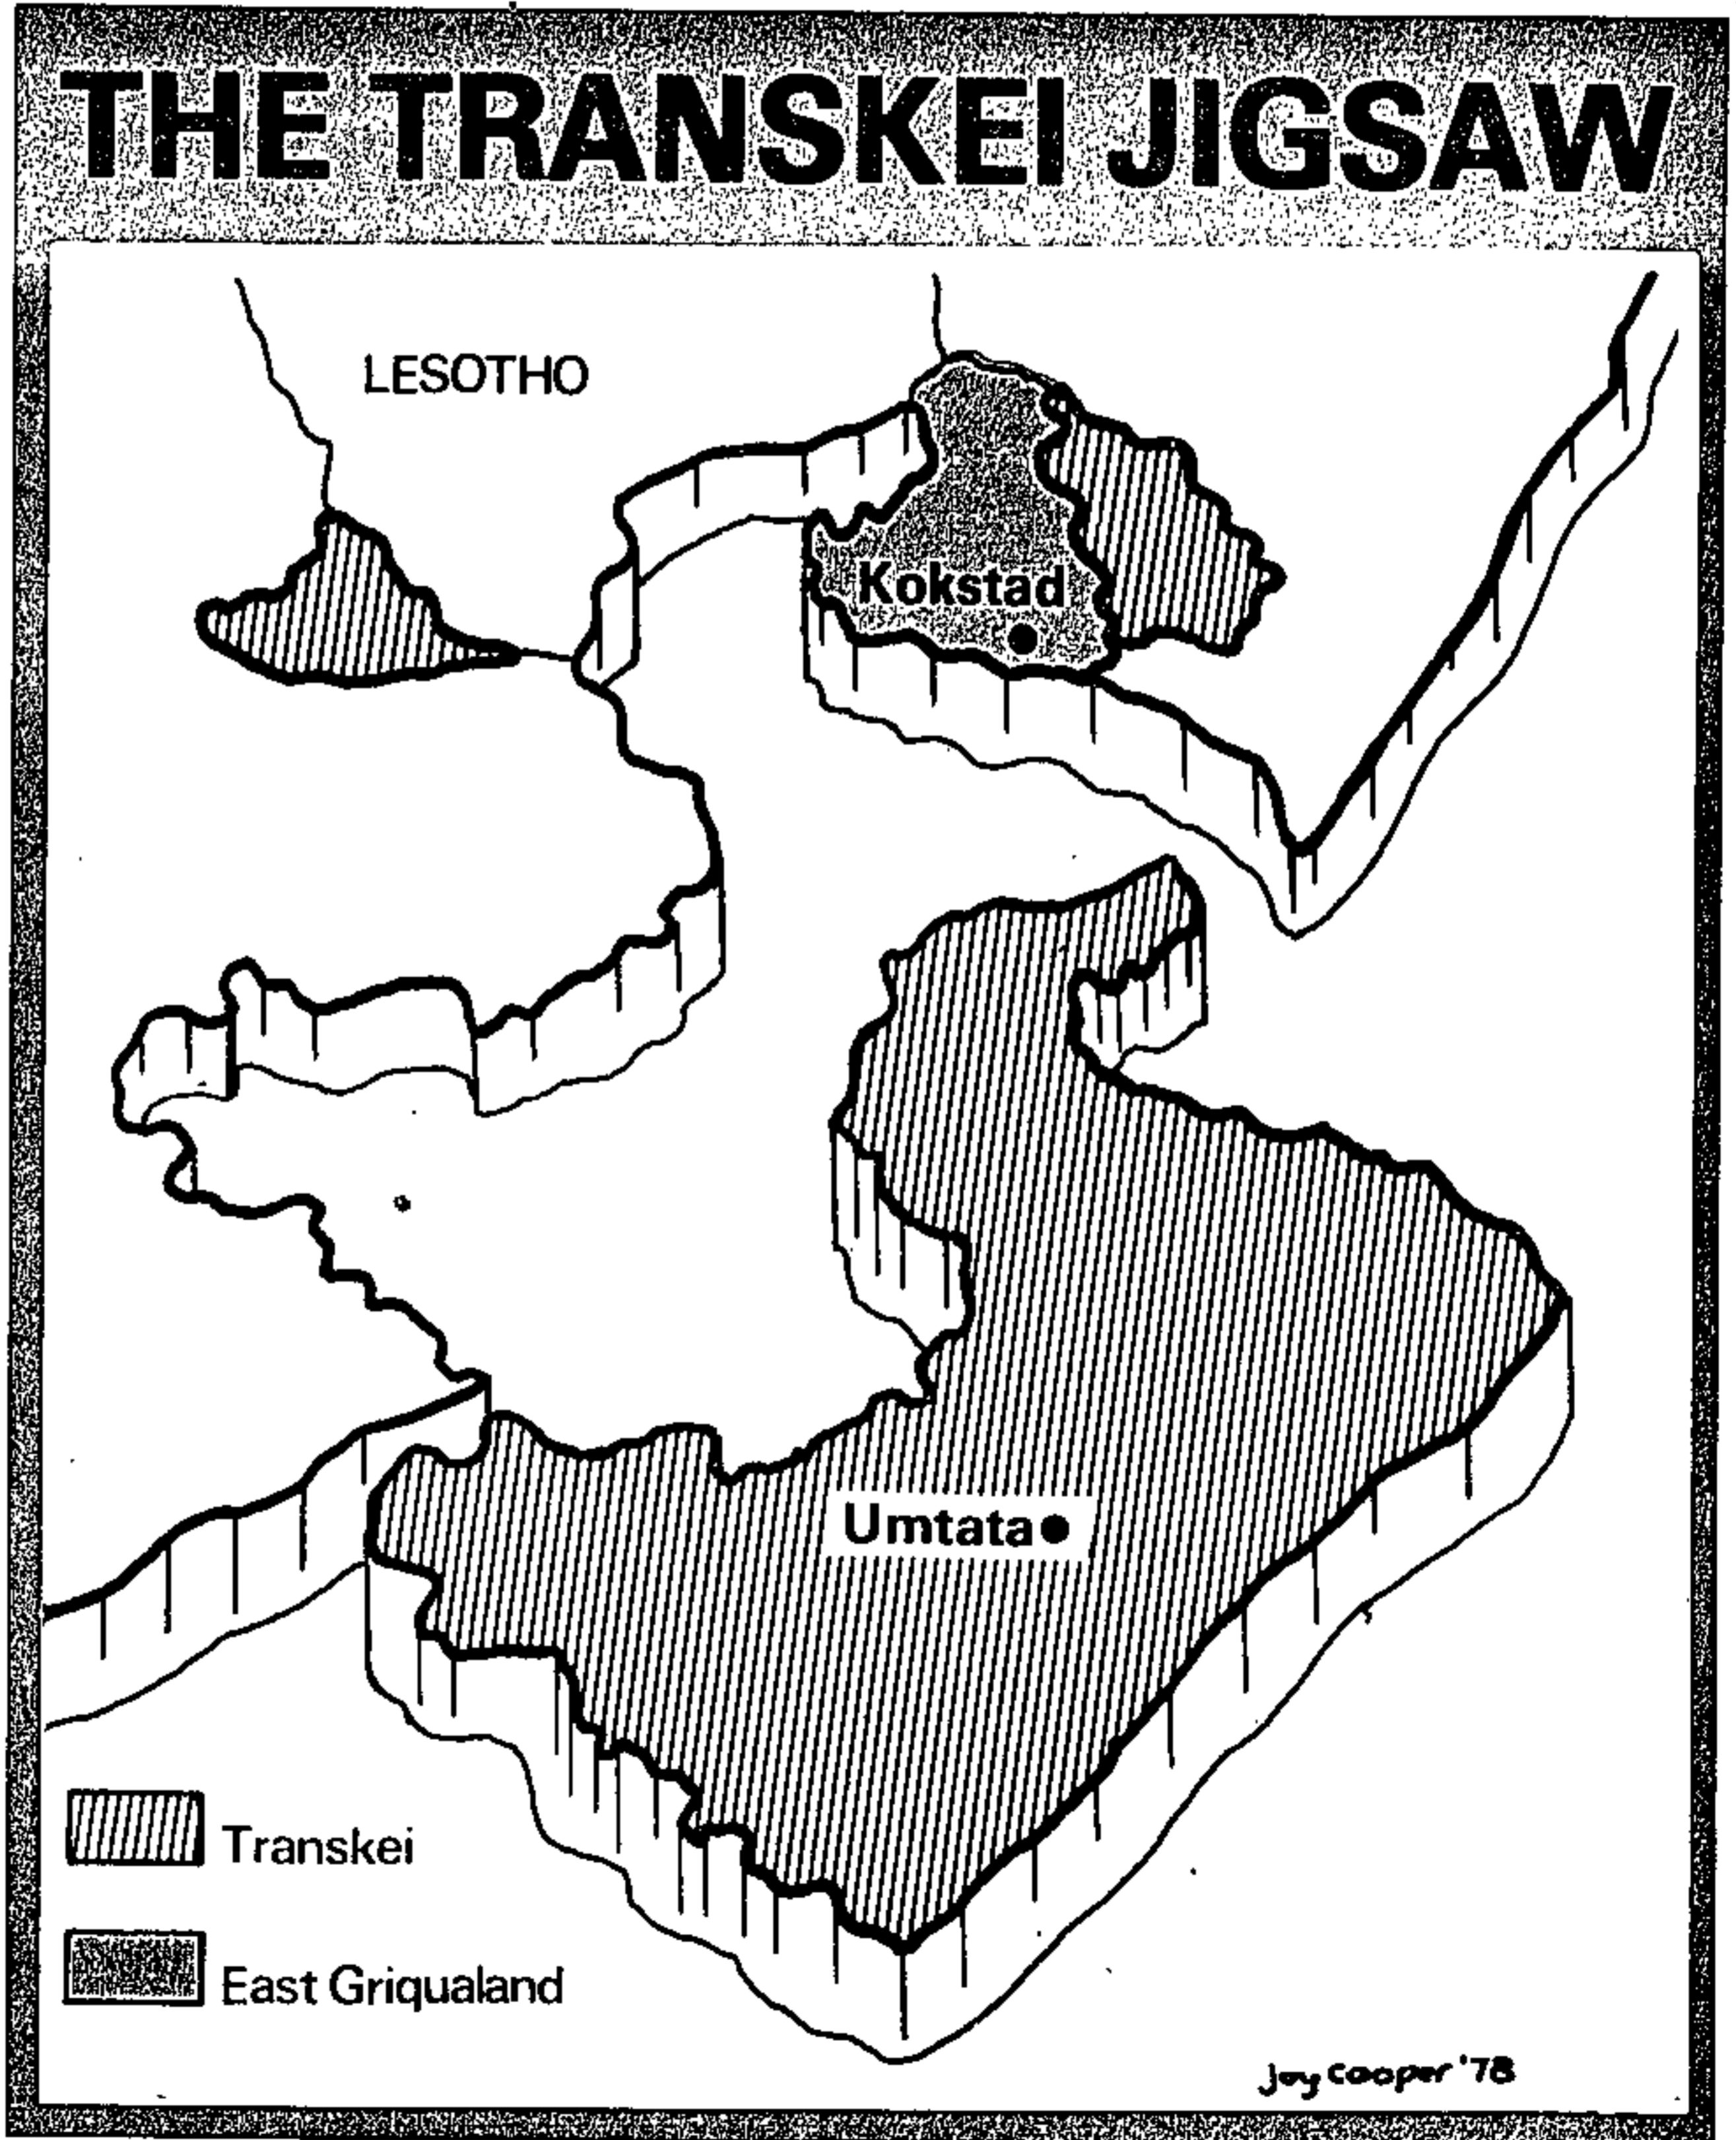 THE TRANSKEI JIGSAW
LESOTHO
Kokstad
Umtata
Transkei
East Griqualand
Joy Cooper '78